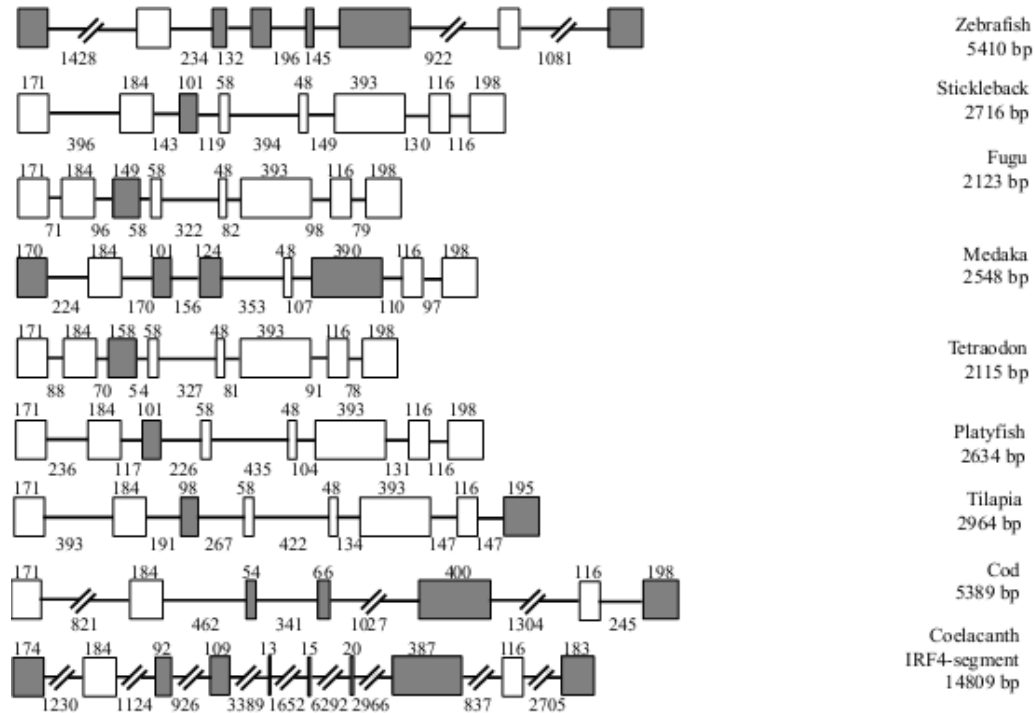 Zebrafish
5410 bp
1428 234 132 196 145 922 1081
171 184 101 58 48 393 116 198
Stickleback
2716 bp
396 143 119 394 149 130 116
171 184 149 58 48 393 116 198
Fugu
2123 bp
71 96 58 322 82 98 79
170 184 101 124 48 390 116 198
Medaka
2548 bp
224 170 156 353 107 110 97
171 184 158 58 48 393 116 198
Tetraodon
2115 bp
88 70 54 327 81 91 78
171 184 101 58 48 393 116 198
Platyfish
2634 bp
236 117 226 435 104 131 116
171 184 98 58 48 393 116 195
Tilapia
2964 bp
393 191 267 422 134 147 147
171 184 54 66 400 116 198
Cod
5389 bp
821 462 341 1027 1304 245
174 184 92 109 13 15 20 387 116 183
Coelacanth
IRF4-segment
14809 bp
1230 1124 926 3389 1652 6292 2966 837 2705